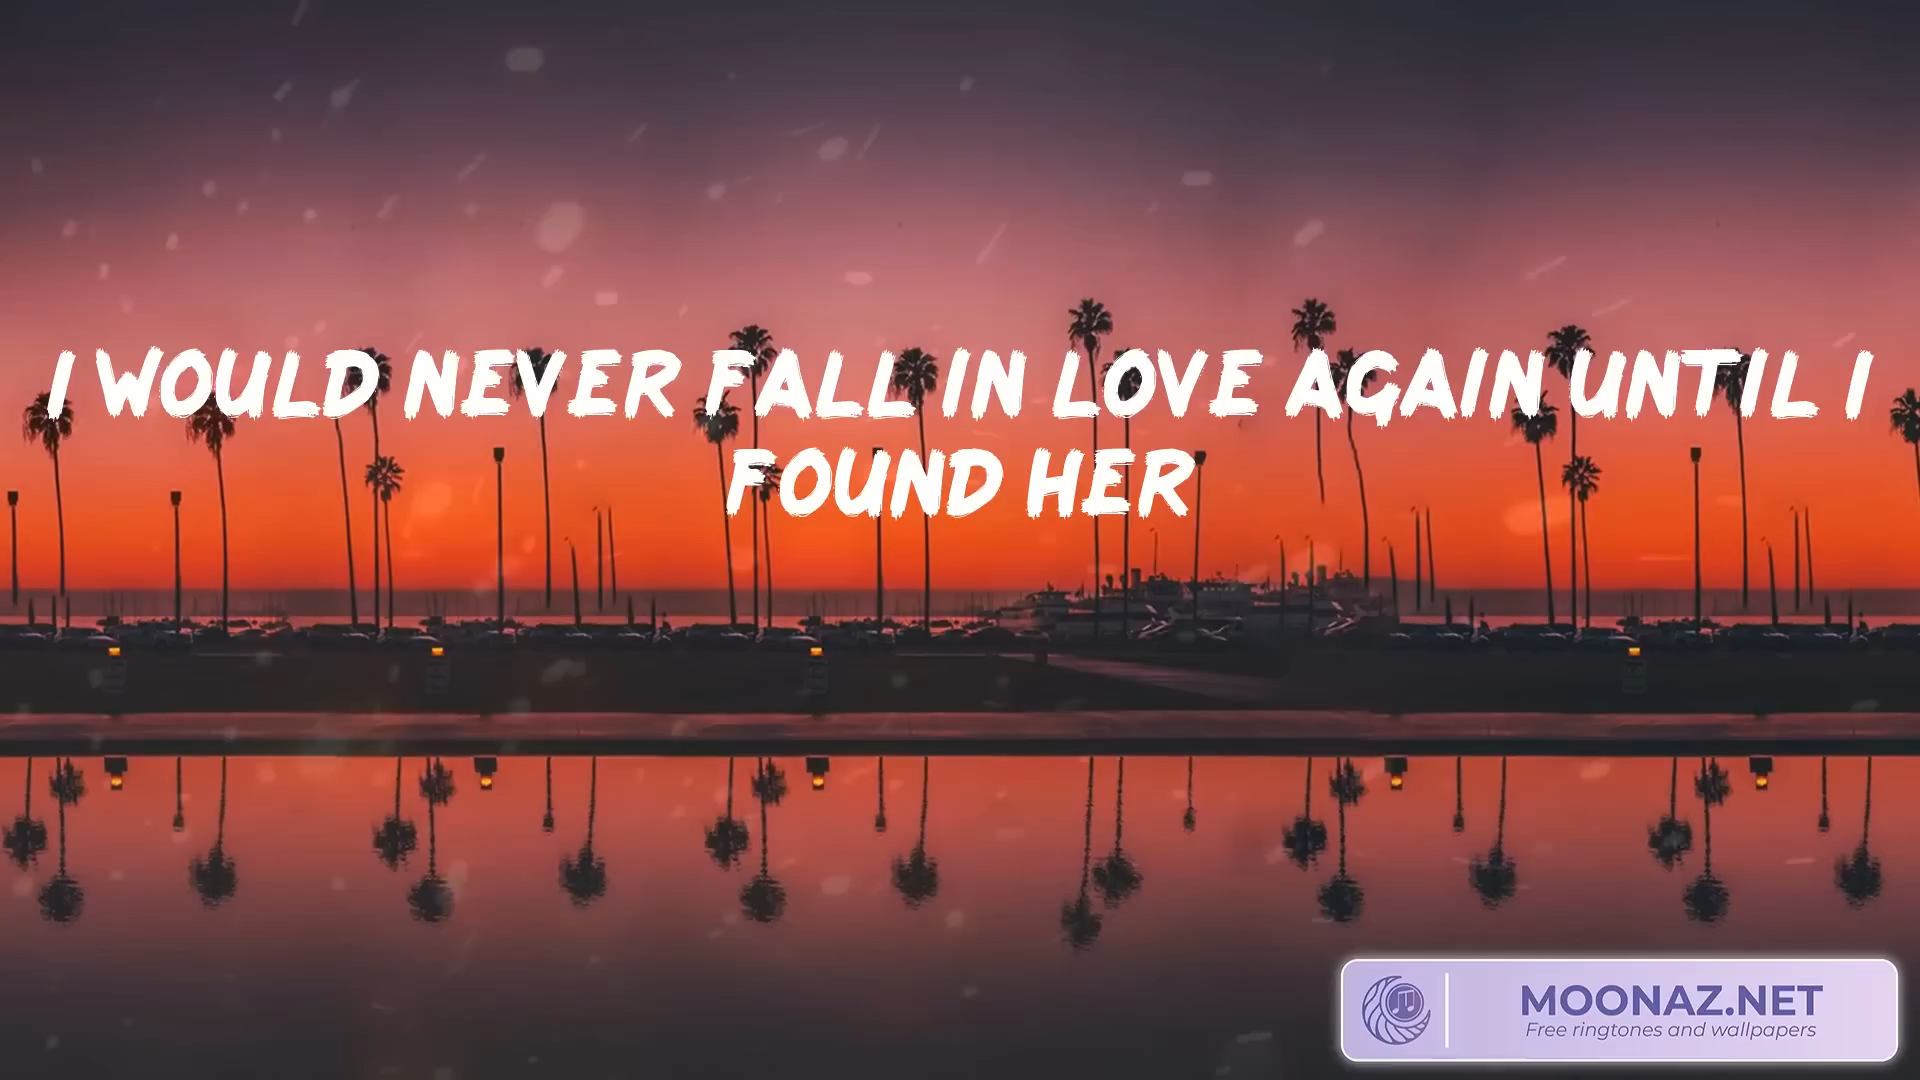 I WOULD NEVER FALL IN LOVE AGAIN UNTIL I
FOUND HER
MOONAZ.NET
Free ringtones and wallpapers